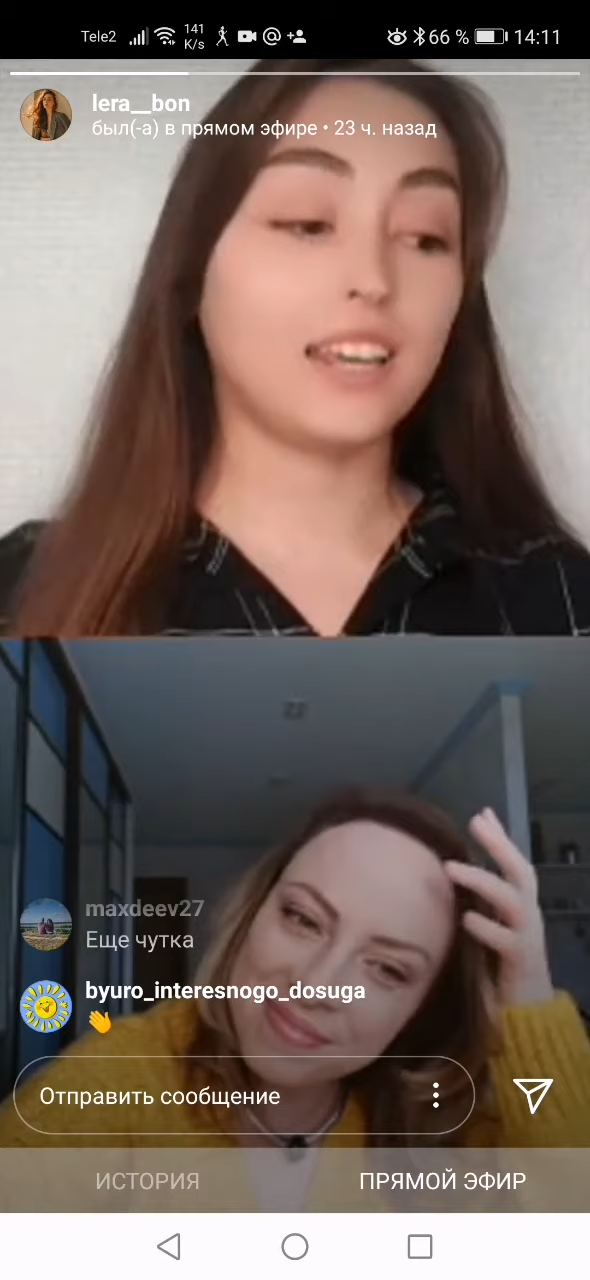 Tele2
141
K/s
66 %
14:11
lera__bon
был(-а) в прямом эфире • 23 ч. назад
maxdeev27
Еще чутка
byuro_interesnogo_dosuga
👋
Отправить сообщение
ИСТОРИЯ
ПРЯМОЙ ЭФИР